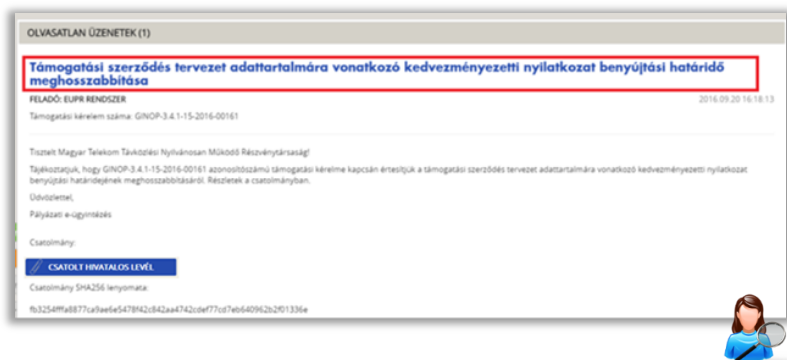 OLVASATLAN ÜZENETEK (1)
Támogatási szerződés tervezet adattartalmára vonatkozó kedvezményezetti nyilatkozat benyújtási határidő
meghosszabbítása
FELADÓ: EUPR RENDSZER
2016.09.20 16:18:13
Támogatási kérelem száma: GINOP-3.4.1-15-2016-00161
Tisztelt Magyar Telekom Távközlési Nyilvánosan Működő Részvénytársaság!
Tájékoztatjuk, hogy GINOP-3.4.1-15-2016-00161 azonosítószámú támogatási kérelme kapcsán értesítjük a támogatási szerződés tervezet adattartalmára vonatkozó kedvezményezetti nyilatkozat
benyújtási határidejének meghosszabbításáról. Részletek a csatolmányban.
Üdvözlettel,
Pályázati e-ügyintézés
Csatolmány:
CSATOLT HIVATALOS LEVÉL
Csatolmány SHA256 lenyomata: